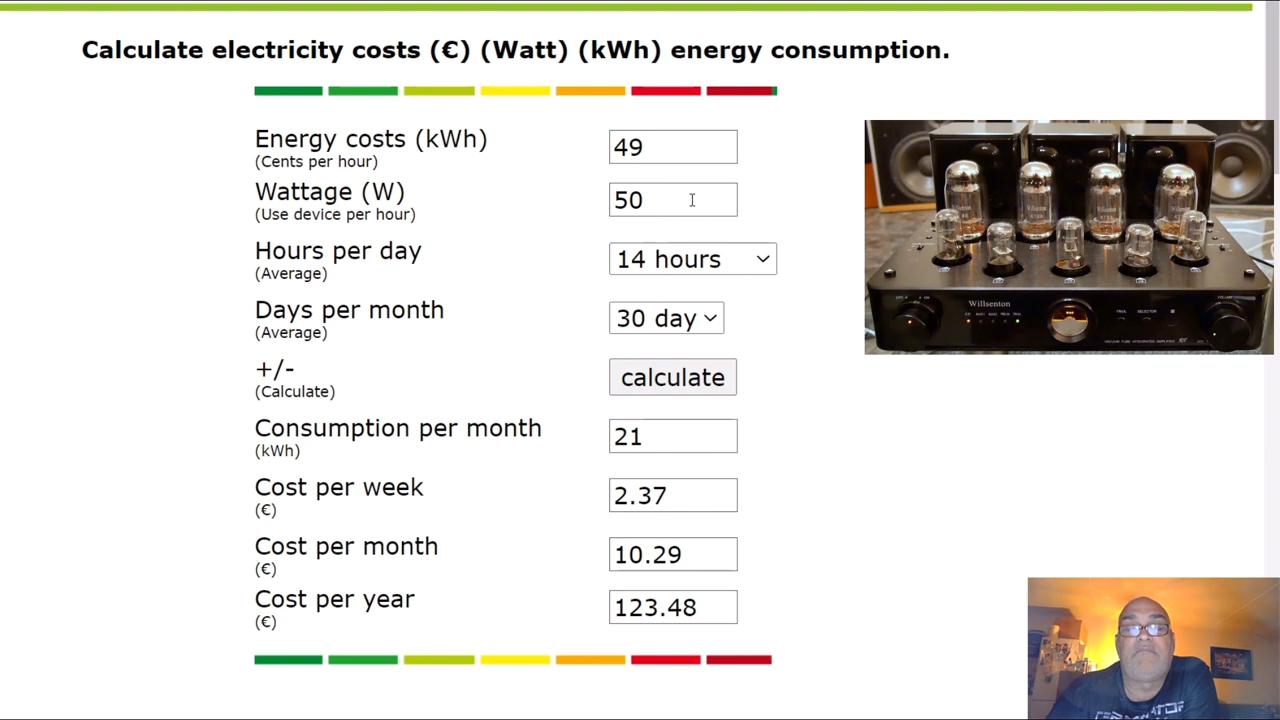 Calculate electricity costs (€) (Watt) (kWh) energy consumption.
Energy costs (kWh)
(Cents per hour)
49
Wattage (W)
(Use device per hour)
50
Hours per day
(Average)
14 hours
Days per month
(Average)
30 day
+/-
(Calculate)
calculate
Consumption per month
(kWh)
21
Cost per week
(€)
2.37
Cost per month
(€)
10.29
Cost per year
(€)
123.48
Willsenton